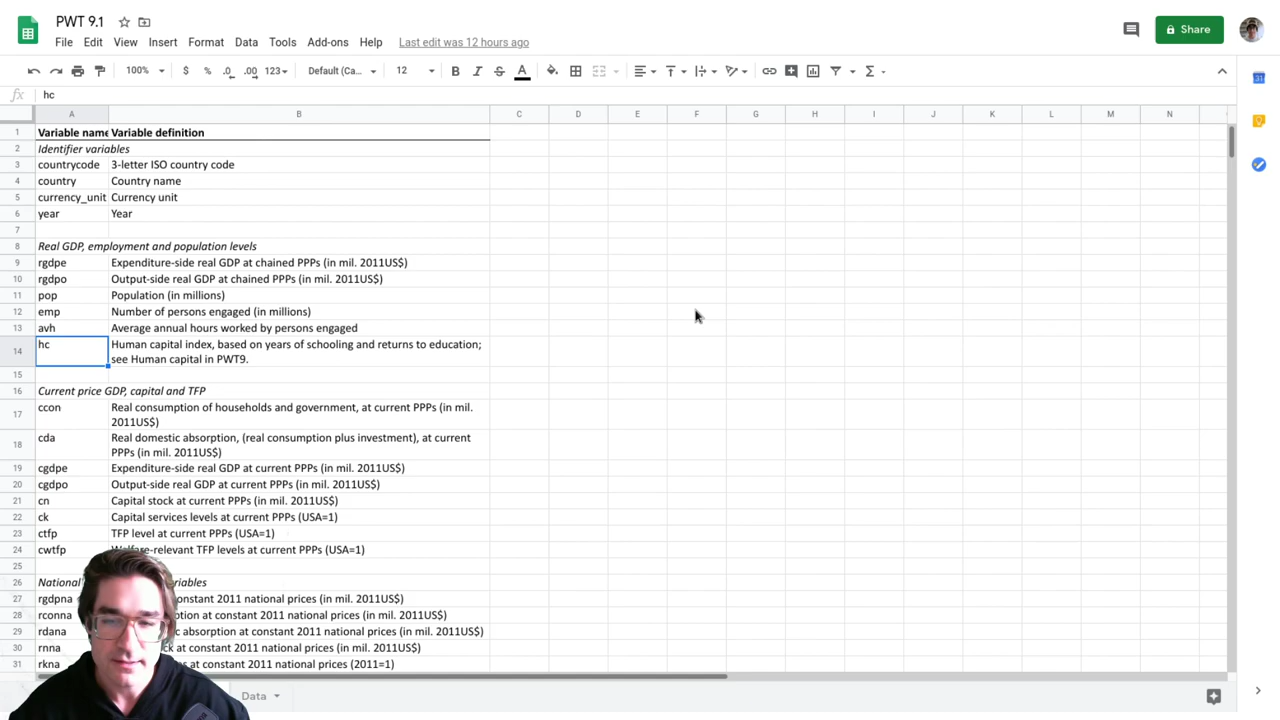 PWT 9.1
File Edit View Insert Format Data Tools Add-ons Help Last edit was 12 hours ago
Share
100% $ % .0 .00 123 Default (Ca... 12 B I S A Σ
fx hc
A B C D E F G H I J K L M N
1 Variable name Variable definition
2 Identifier variables
3 countrycode 3-letter ISO country code
4 country Country name
5 currency_unit Currency unit
6 year Year
7
8 Real GDP, employment and population levels
9 rgdpe Expenditure-side real GDP at chained PPPs (in mil. 2011US$)
10 rgdpo Output-side real GDP at chained PPPs (in mil. 2011US$)
11 pop Population (in millions)
12 emp Number of persons engaged (in millions)
13 avh Average annual hours worked by persons engaged
14 hc Human capital index, based on years of schooling and returns to education;
see Human capital in PWT9.
15
16 Current price GDP, capital and TFP
17 ccon Real consumption of households and government, at current PPPs (in mil.
2011US$)
18 cda Real domestic absorption, (real consumption plus investment), at current
PPPs (in mil. 2011US$)
19 cgdpe Expenditure-side real GDP at current PPPs (in mil. 2011US$)
20 cgdpo Output-side real GDP at current PPPs (in mil. 2011US$)
21 cn Capital stock at current PPPs (in mil. 2011US$)
22 ck Capital services levels at current PPPs (USA=1)
23 ctfp TFP level at current PPPs (USA=1)
24 cwtfp Welfare-relevant TFP levels at current PPPs (USA=1)
25
26 National variables
27 rgdpna constant 2011 national prices (in mil. 2011US$)
28 rconna at constant 2011 national prices (in mil. 2011US$)
29 rdana absorption at constant 2011 national prices (in mil. 2011US$)
30 rnna at constant 2011 national prices (in mil. 2011US$)
31 rkna at constant 2011 national prices (2011=1)
Data
31